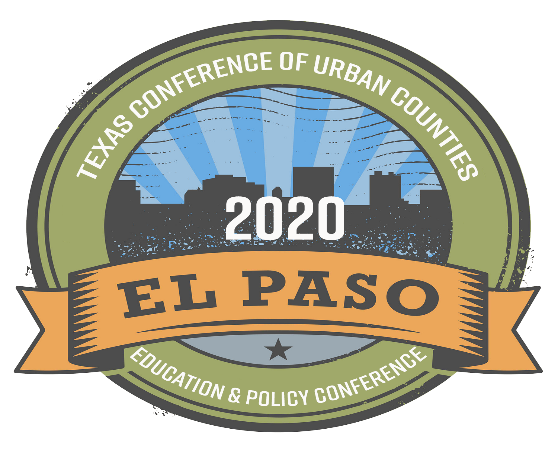 TEXAS CONFERENCE OF URBAN COUNTIES
2020
EL PASO
EDUCATION & POLICY CONFERENCE